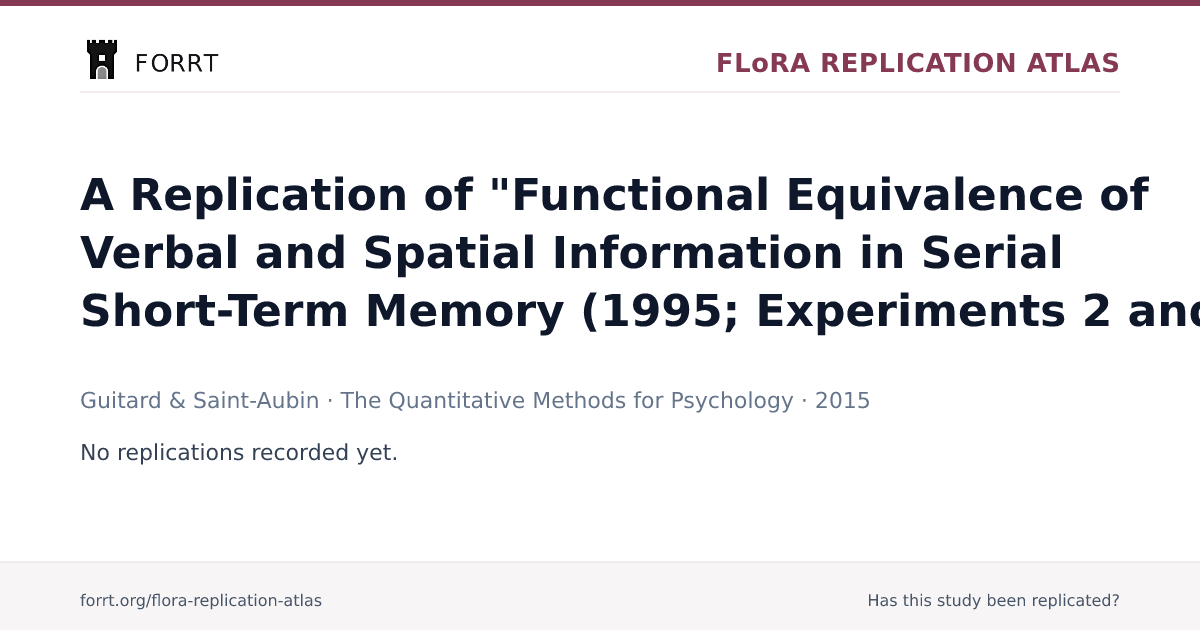 FORRT
FLoRA REPLICATION ATLAS
A Replication of "Functional Equivalence of
Verbal and Spatial Information in Serial
Short-Term Memory (1995; Experiments 2 and
Guitard & Saint-Aubin · The Quantitative Methods for Psychology · 2015
No replications recorded yet.
forrt.org/flora-replication-atlas
Has this study been replicated?